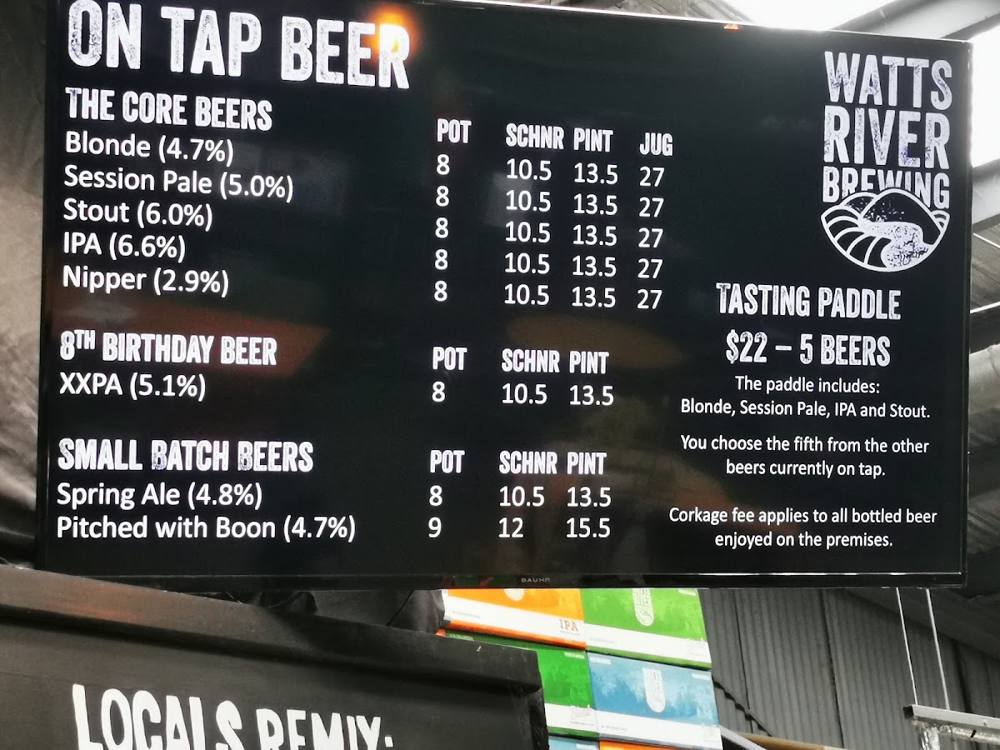 ON TAP BEER
THE CORE BEERS POT SCHNR PINT JUG
Blonde (4.7%) 8 10.5 13.5 27
Session Pale (5.0%) 8 10.5 13.5 27
Stout (6.0%) 8 10.5 13.5 27
IPA (6.6%) 8 10.5 13.5 27
Nipper (2.9%) 8 10.5 13.5 27
8TH BIRTHDAY BEER POT SCHNR PINT
XXPA (5.1%) 8 10.5 13.5
SMALL BATCH BEERS POT SCHNR PINT
Spring Ale (4.8%) 8 10.5 13.5
Pitched with Boon (4.7%) 9 12 15.5
WATTS
RIVER
BREWING
TASTING PADDLE
$22 – 5 BEERS
The paddle includes:
Blonde, Session Pale, IPA and Stout.
You choose the fifth from the other
beers currently on tap.
Corkage fee applies to all bottled beer
enjoyed on the premises.
BAUHN
IPA
LOCALS REMIX: